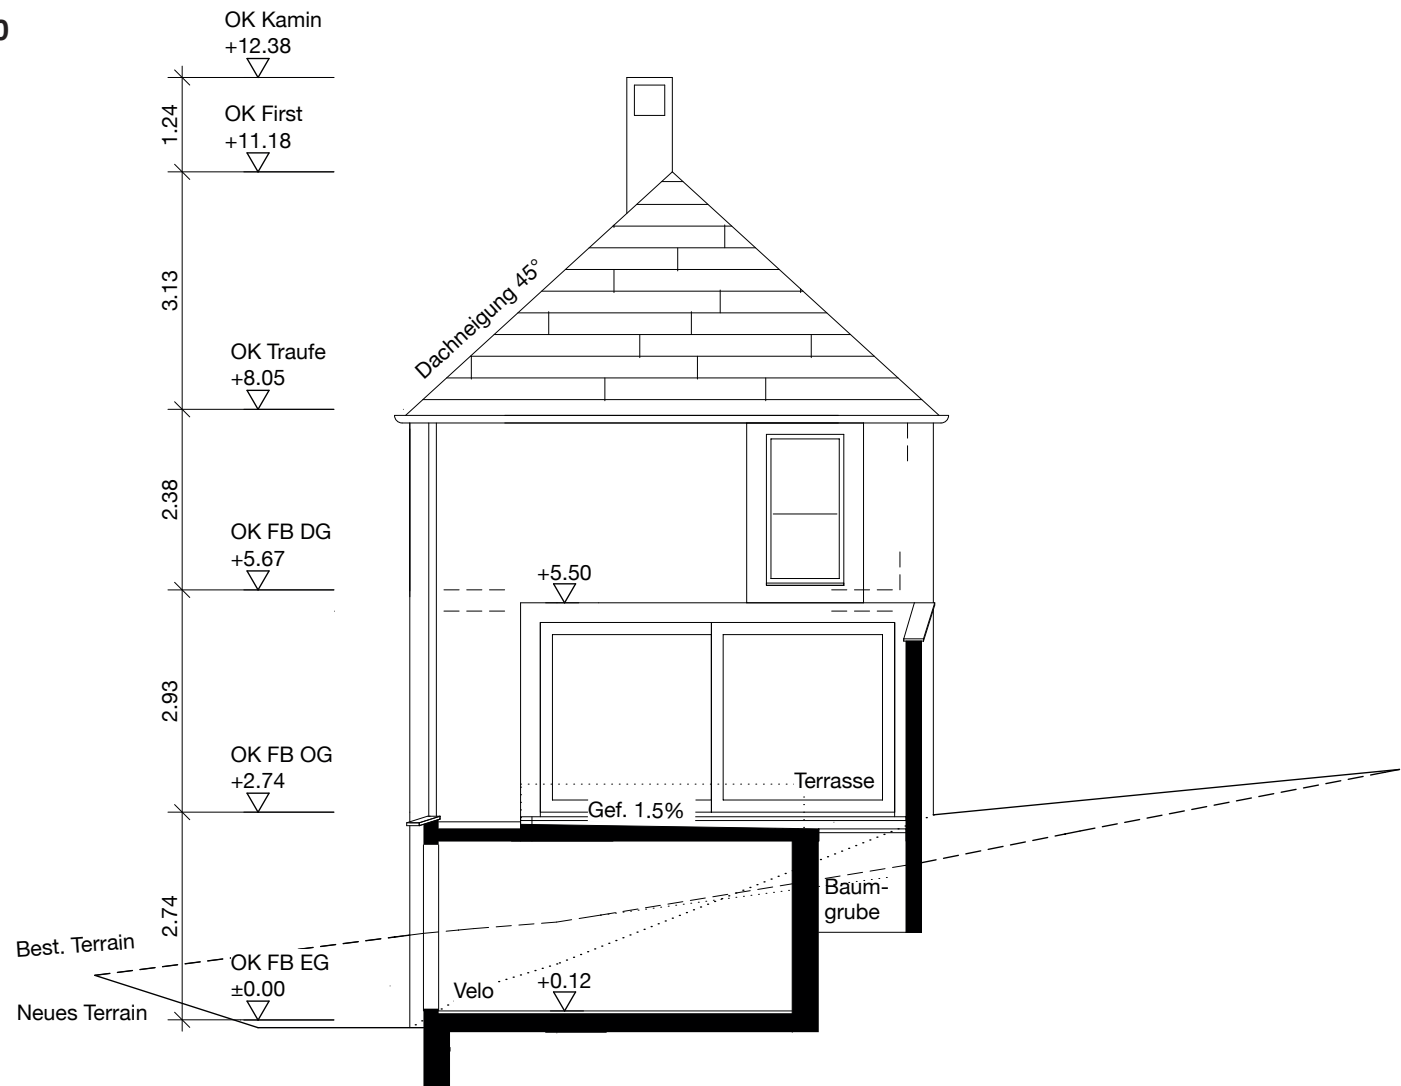 OK Kamin
+12.38
1.24
OK First
+11.18
3.13
Dachneigung 45°
OK Traufe
+8.05
2.38
OK FB DG
+5.67
+5.50
2.93
OK FB OG
+2.74
Terrasse
Gef. 1.5%
2.74
Baum-
grube
Best. Terrain
OK FB EG
±0.00
Velo
+0.12
Neues Terrain